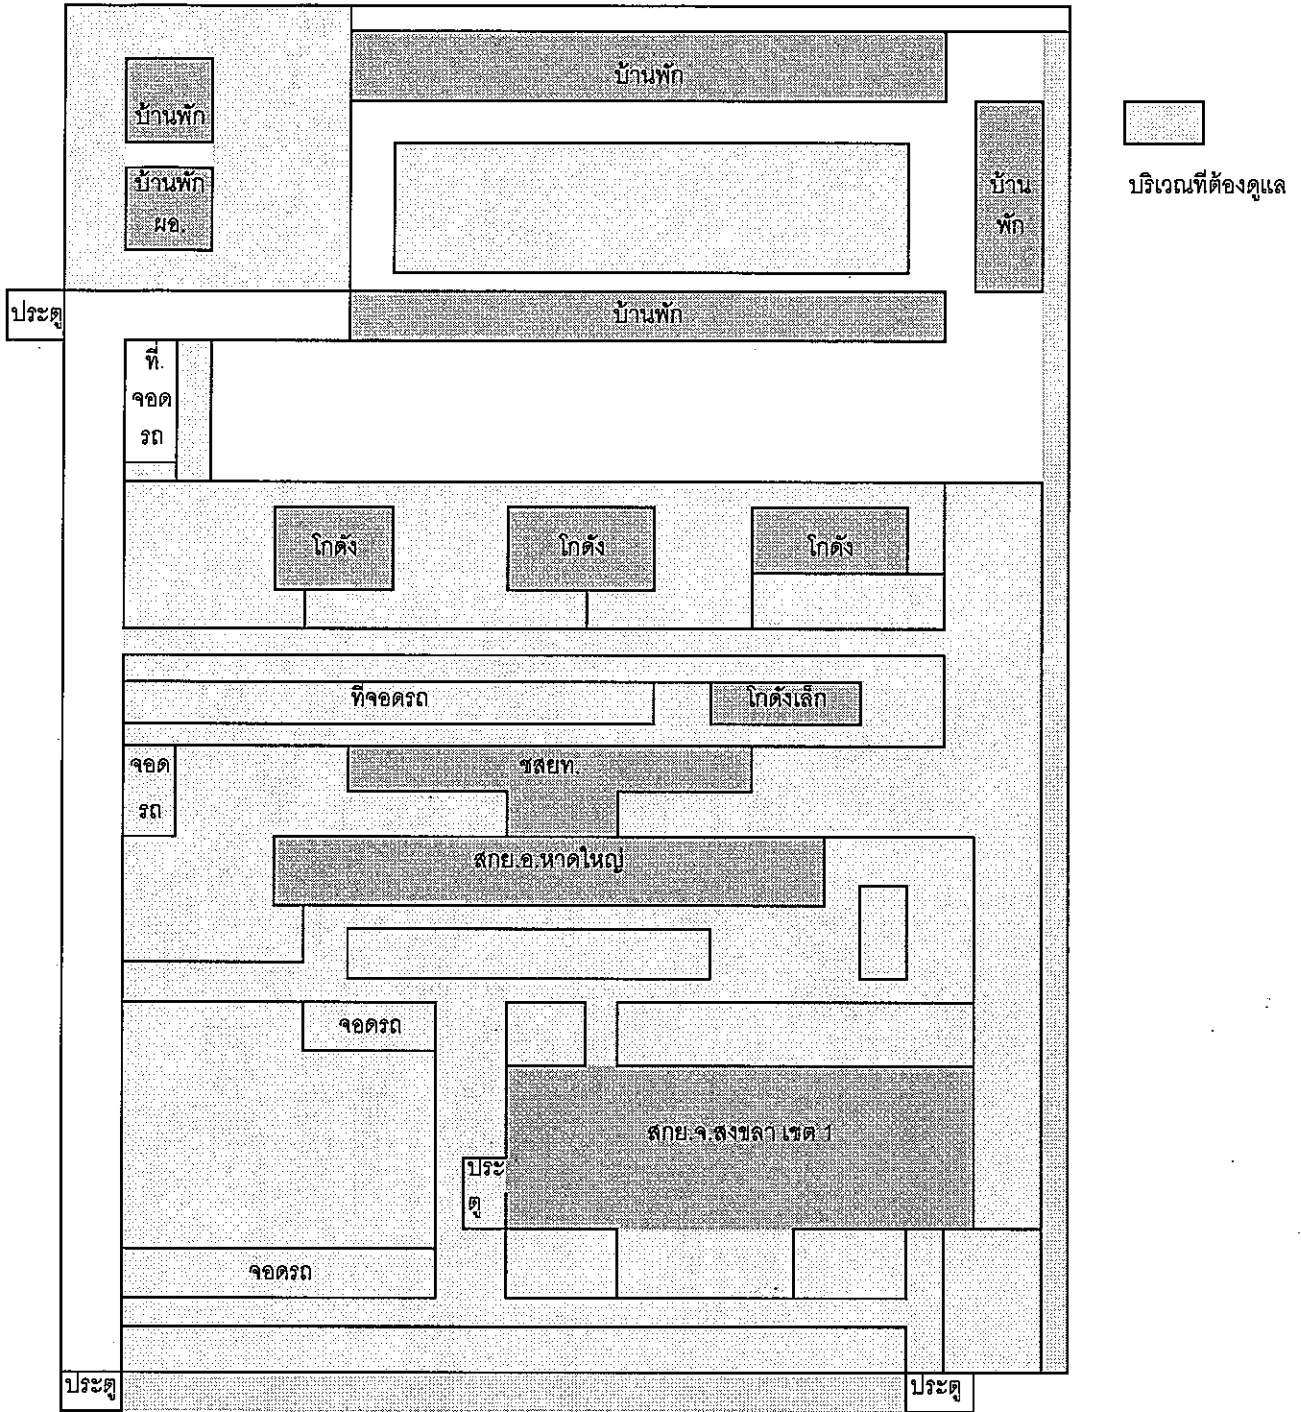 บ้านพัก
บ้านพัก
บ้านพัก
ผอ.
บ้าน
พัก
บริเวณที่ต้องดูแล
ประตู
บ้านพัก
ที่
จอด
รถ
โกดัง
โกดัง
โกดัง
ที่จอดรถ
โกดังเล็ก
จอด
รถ
ชสยท.
สกย.อ.หาดใหญ่
จอดรถ
สกย.จ.สงขลา เขต 1
ประ
ตู
จอดรถ
ประตู
ประตู